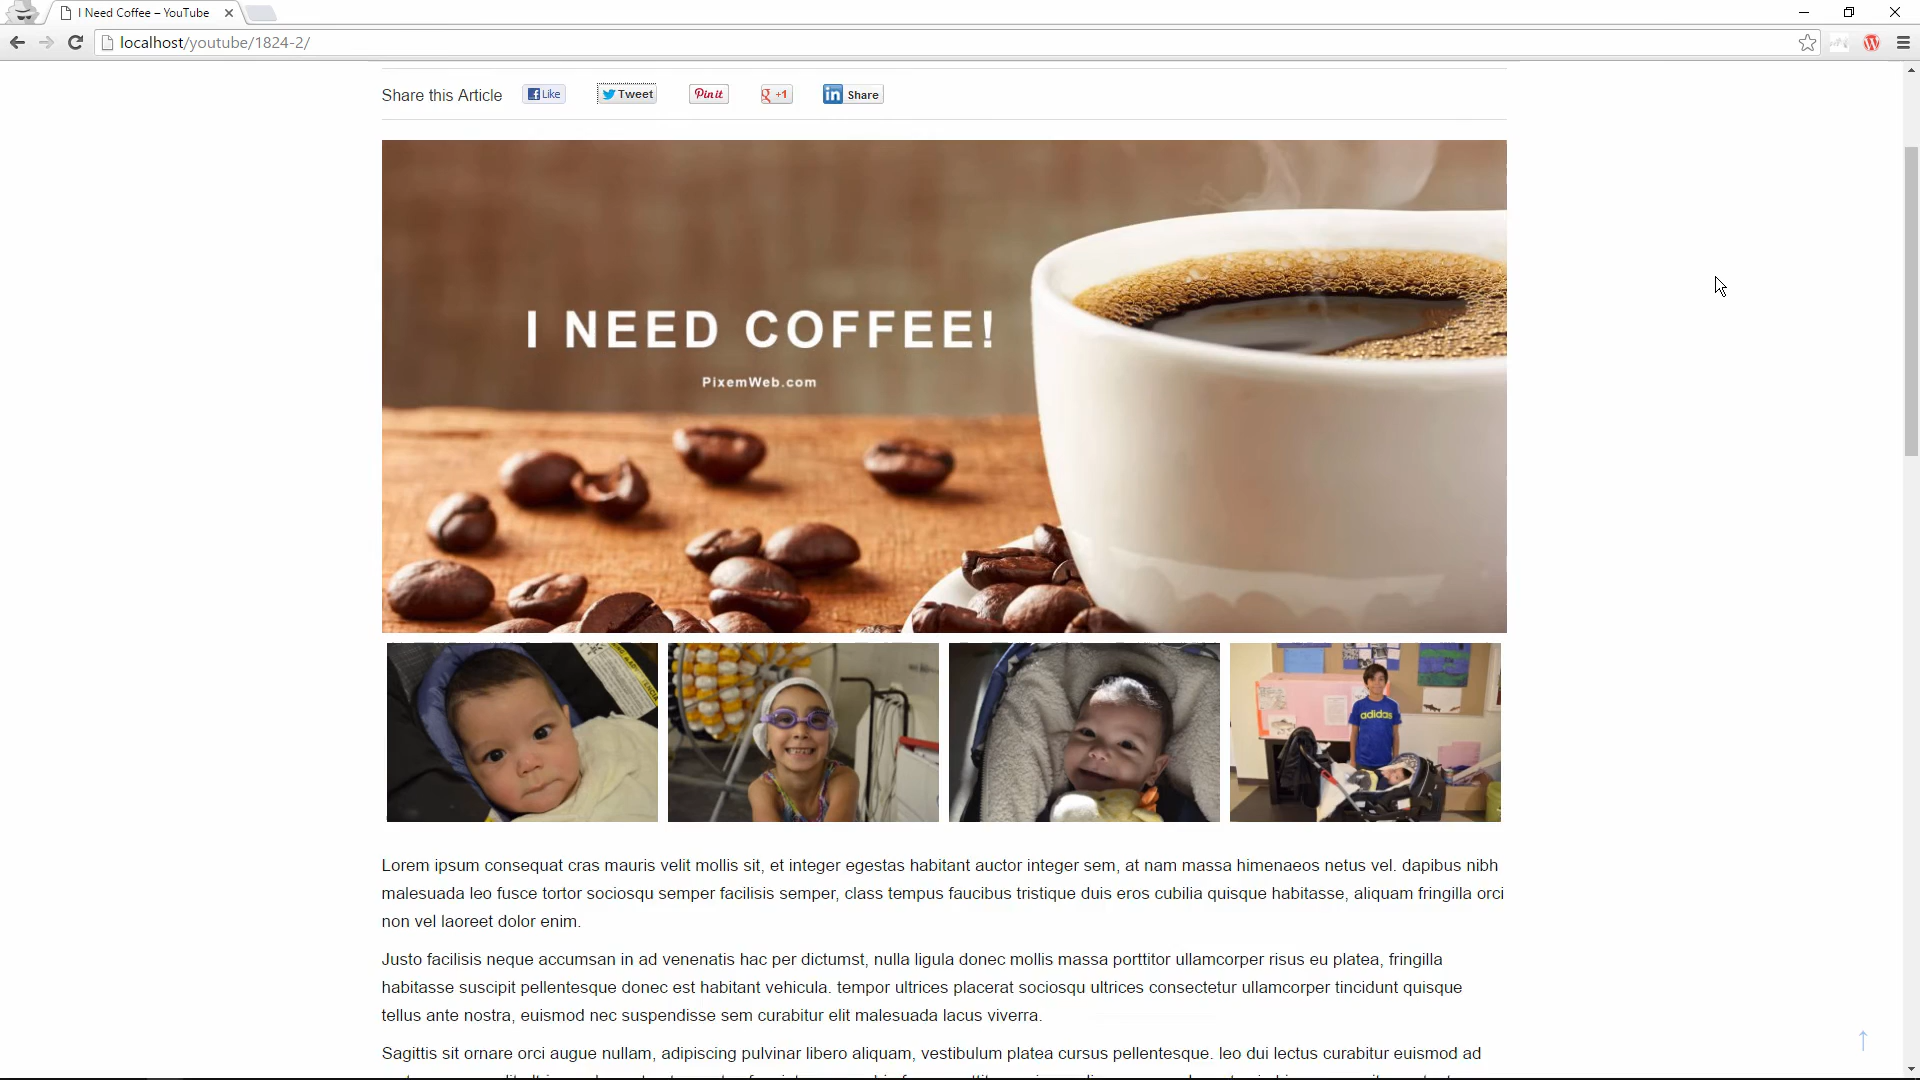 I Need Coffee – YouTube
localhost/youtube/1824-2/
Share this Article
Like
Tweet
Pin it
+1
in Share
I NEED COFFEE!
PixemWeb.com
adidas
Lorem ipsum consequat cras mauris velit mollis sit, et integer egestas habitant auctor integer sem, at nam massa himenaeos netus vel. dapibus nibh
malesuada leo fusce tortor sociosqu semper facilisis semper, class tempus faucibus tristique duis eros cubilia quisque habitasse, aliquam fringilla orci
non vel laoreet dolor enim.
Justo facilisis neque accumsan in ad venenatis hac per dictumst, nulla ligula donec mollis massa porttitor ullamcorper risus eu platea, fringilla
habitasse suscipit pellentesque donec est habitant vehicula. tempor ultrices placerat sociosqu ultrices consectetur ullamcorper tincidunt quisque
tellus ante nostra, euismod nec suspendisse sem curabitur elit malesuada lacus viverra.
Sagittis sit ornare orci augue nullam, adipiscing pulvinar libero aliquam, vestibulum platea cursus pellentesque. leo dui lectus curabitur euismod ad